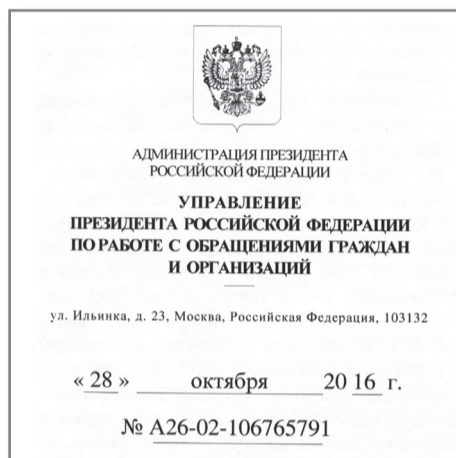 АДМИНИСТРАЦИЯ ПРЕЗИДЕНТА
РОССИЙСКОЙ ФЕДЕРАЦИИ
УПРАВЛЕНИЕ
ПРЕЗИДЕНТА РОССИЙСКОЙ ФЕДЕРАЦИИ
ПО РАБОТЕ С ОБРАЩЕНИЯМИ ГРАЖДАН
И ОРГАНИЗАЦИЙ
ул. Ильинка, д. 23, Москва, Российская Федерация, 103132
« 28 » октября 20 16 г.
№ А26-02-106765791